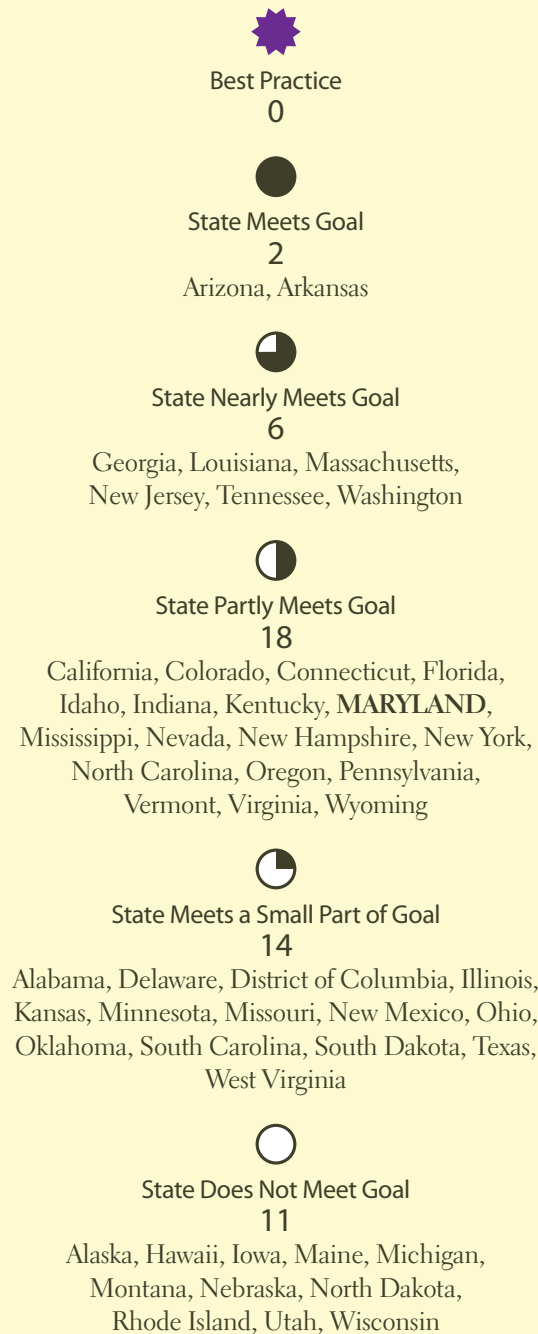 Best Practice
0
State Meets Goal
2
Arizona, Arkansas
State Nearly Meets Goal
6
Georgia, Louisiana, Massachusetts,
New Jersey, Tennessee, Washington
State Partly Meets Goal
18
California, Colorado, Connecticut, Florida,
Idaho, Indiana, Kentucky, MARYLAND,
Mississippi, Nevada, New Hampshire, New York,
North Carolina, Oregon, Pennsylvania,
Vermont, Virginia, Wyoming
State Meets a Small Part of Goal
14
Alabama, Delaware, District of Columbia, Illinois,
Kansas, Minnesota, Missouri, New Mexico, Ohio,
Oklahoma, South Carolina, South Dakota, Texas,
West Virginia
State Does Not Meet Goal
11
Alaska, Hawaii, Iowa, Maine, Michigan,
Montana, Nebraska, North Dakota,
Rhode Island, Utah, Wisconsin